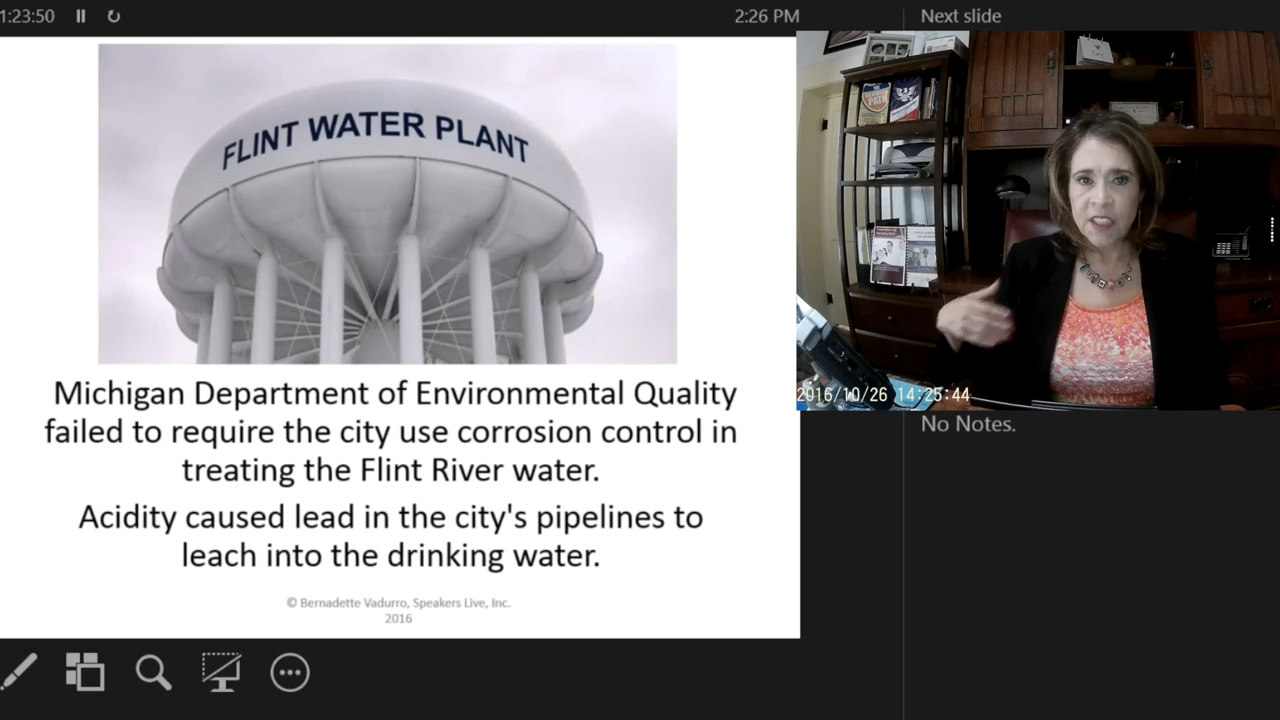 1:23:50
2:26 PM
Next slide
FLINT WATER PLANT
SERVICE
PATH
2016/10/26 14:25:44
No Notes.
Michigan Department of Environmental Quality
failed to require the city use corrosion control in
treating the Flint River water.
Acidity caused lead in the city's pipelines to
leach into the drinking water.
© Bernadette Vadurro, Speakers Live, Inc.
2016